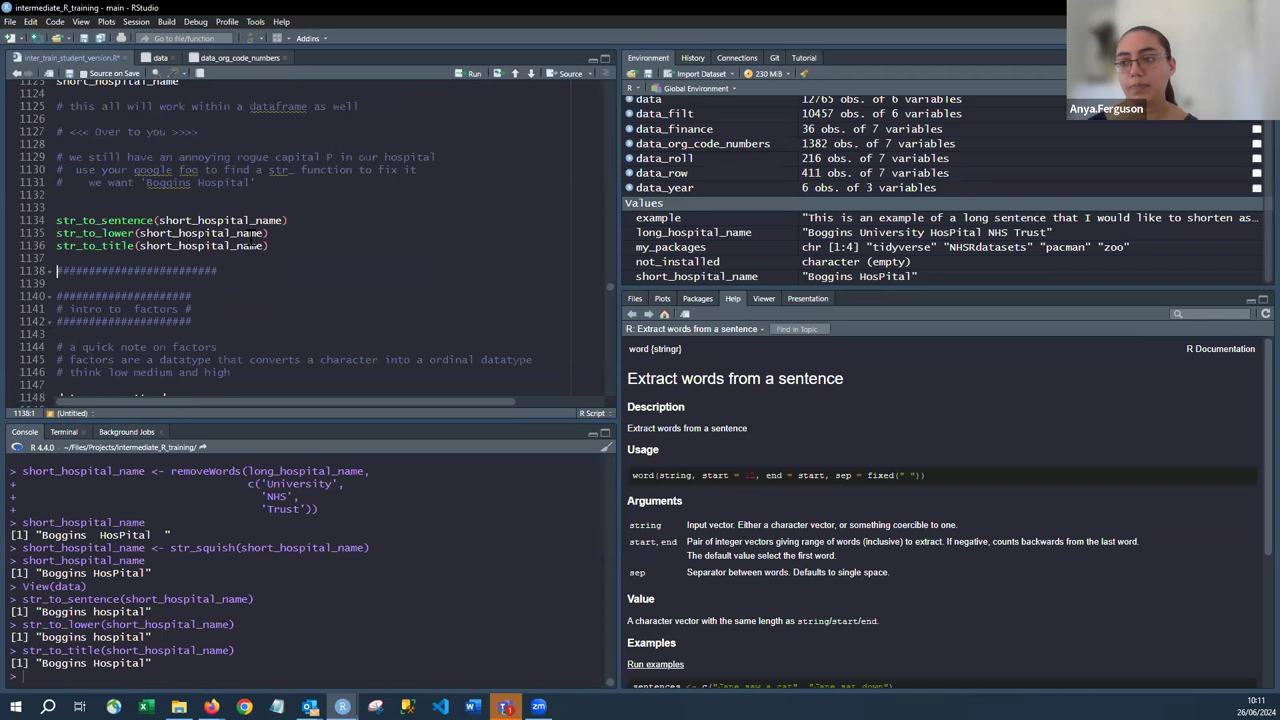 intermediate_R_training - main - RStudio
File Edit Code View Plots Session Build Debug Profile Tools Help
Go to file/function
Addins
inter_train_student_version.R*
data
data_org_code_numbers
Source on Save
Run
Source
1123 short_hospital_name
1124
1125 # this all will work within a dataframe as well
1126
1127 # <<< Over to you >>>>
1128
1129 # we still have an annoying rogue capital P in our hospital
1130 #  use your google foo to find a str_ function to fix it
1131 #    we want 'Boggins Hospital'
1132
1133
1134 str_to_sentence(short_hospital_name)
1135 str_to_lower(short_hospital_name)
1136 str_to_title(short_hospital_name)
1137
1138 #########################
1139
1140 #####################
1141 # intro to  factors #
1142 #####################
1143
1144 # a quick note on factors
1145 # factors are a datatype that converts a character into a ordinal datatype
1146 # think low medium and high
1147
1138:1 (Untitled) R Script
Console Terminal Background Jobs
R 4.4.0 · ~/Files/Projects/intermediate_R_training/
> short_hospital_name <- removeWords(long_hospital_name,
+ c('University',
+ 'NHS',
+ 'Trust'))
> short_hospital_name
[1] "Boggins  HosPital  "
> short_hospital_name <- str_squish(short_hospital_name)
> short_hospital_name
[1] "Boggins HosPital"
> View(data)
> str_to_sentence(short_hospital_name)
[1] "Boggins hospital"
> str_to_lower(short_hospital_name)
[1] "boggins hospital"
> str_to_title(short_hospital_name)
[1] "Boggins Hospital"
>
Environment History Connections Git Tutorial
Import Dataset 230 MiB
R Global Environment
data 12765 obs. of 6 variables
data_filt 10457 obs. of 6 variables
data_finance 36 obs. of 7 variables
data_org_code_numbers 1382 obs. of 7 variables
data_roll 216 obs. of 7 variables
data_row 411 obs. of 7 variables
data_year 6 obs. of 3 variables
Values
example "This is an example of a long sentence that I would like to shorten as…
long_hospital_name "Boggins University HosPital NHS Trust"
my_packages chr [1:4] "tidyverse" "NHSRdatasets" "pacman" "zoo"
not_installed character (empty)
short_hospital_name "Boggins HosPital"
Files Plots Packages Help Viewer Presentation
R: Extract words from a sentence
Find in Topic
word {stringr}
R Documentation
Extract words from a sentence
Description
Extract words from a sentence
Usage
word(string, start = 1L, end = start, sep = fixed(" "))
Arguments
string Input vector. Either a character vector, or something coercible to one.
start, end Pair of integer vectors giving range of words (inclusive) to extract. If negative, counts backwards from the last word.
The default value select the first word.
sep Separator between words. Defaults to single space.
Value
A character vector with the same length as string/start/end.
Examples
Run examples
sentences <- c("Jane saw a cat", "Jane sat down")
Anya.Ferguson
10:11
26/06/2024